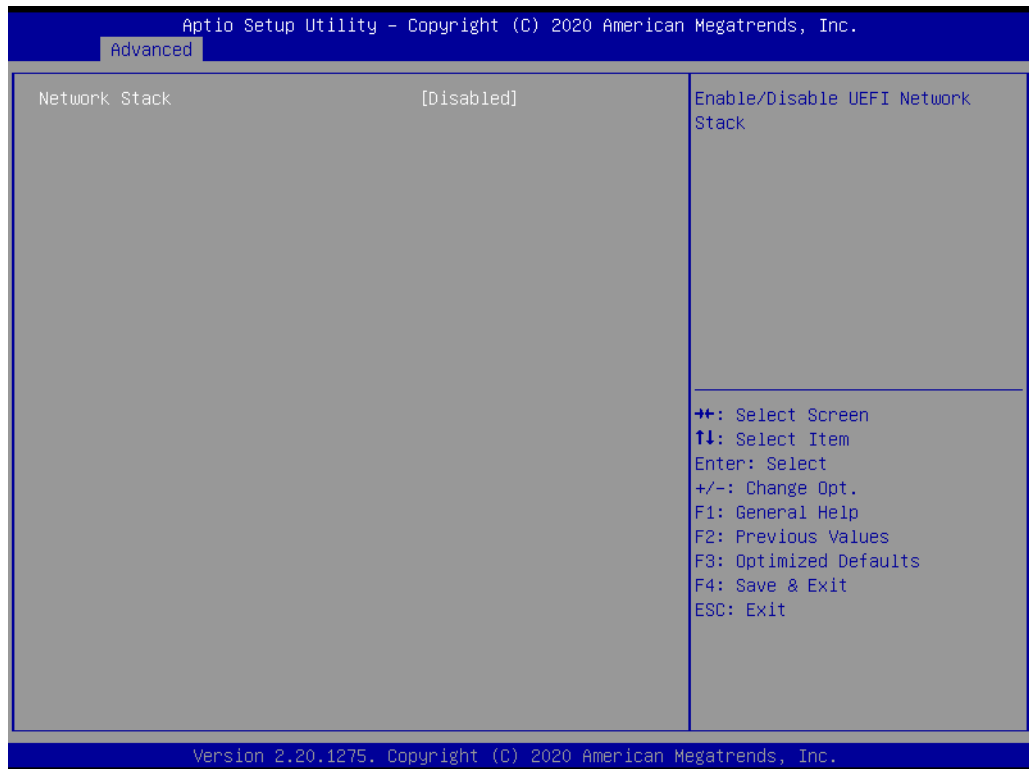 Aptio Setup Utility – Copyright (C) 2020 American Megatrends, Inc.
Advanced
Network Stack [Disabled]
Enable/Disable UEFI Network
Stack
→←: Select Screen
↑↓: Select Item
Enter: Select
+/-: Change Opt.
F1: General Help
F2: Previous Values
F3: Optimized Defaults
F4: Save & Exit
ESC: Exit
Version 2.20.1275. Copyright (C) 2020 American Megatrends, Inc.